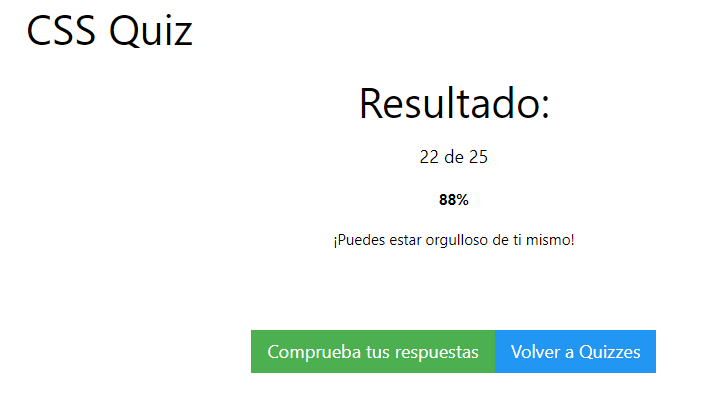 CSS Quiz
Resultado:
22 de 25
88%
¡Puedes estar orgulloso de ti mismo!
Comprueba tus respuestas
Volver a Quizzes